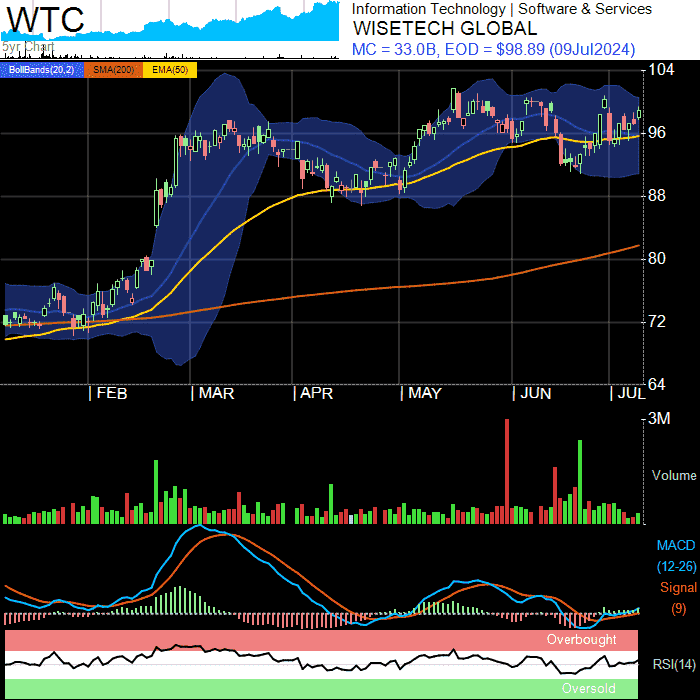 WTC
5yr Chart
Information Technology | Software & Services
WISETECH GLOBAL
MC = 33.0B, EOD = $98.89 (09Jul2024)
BollBands(20,2) SMA(200) EMA(50)
104
96
88
80
72
64
| FEB | MAR | APR | MAY | JUN | JUL
3M
Volume
MACD
(12-26)
Signal
(9)
Overbought
RSI(14)
Oversold